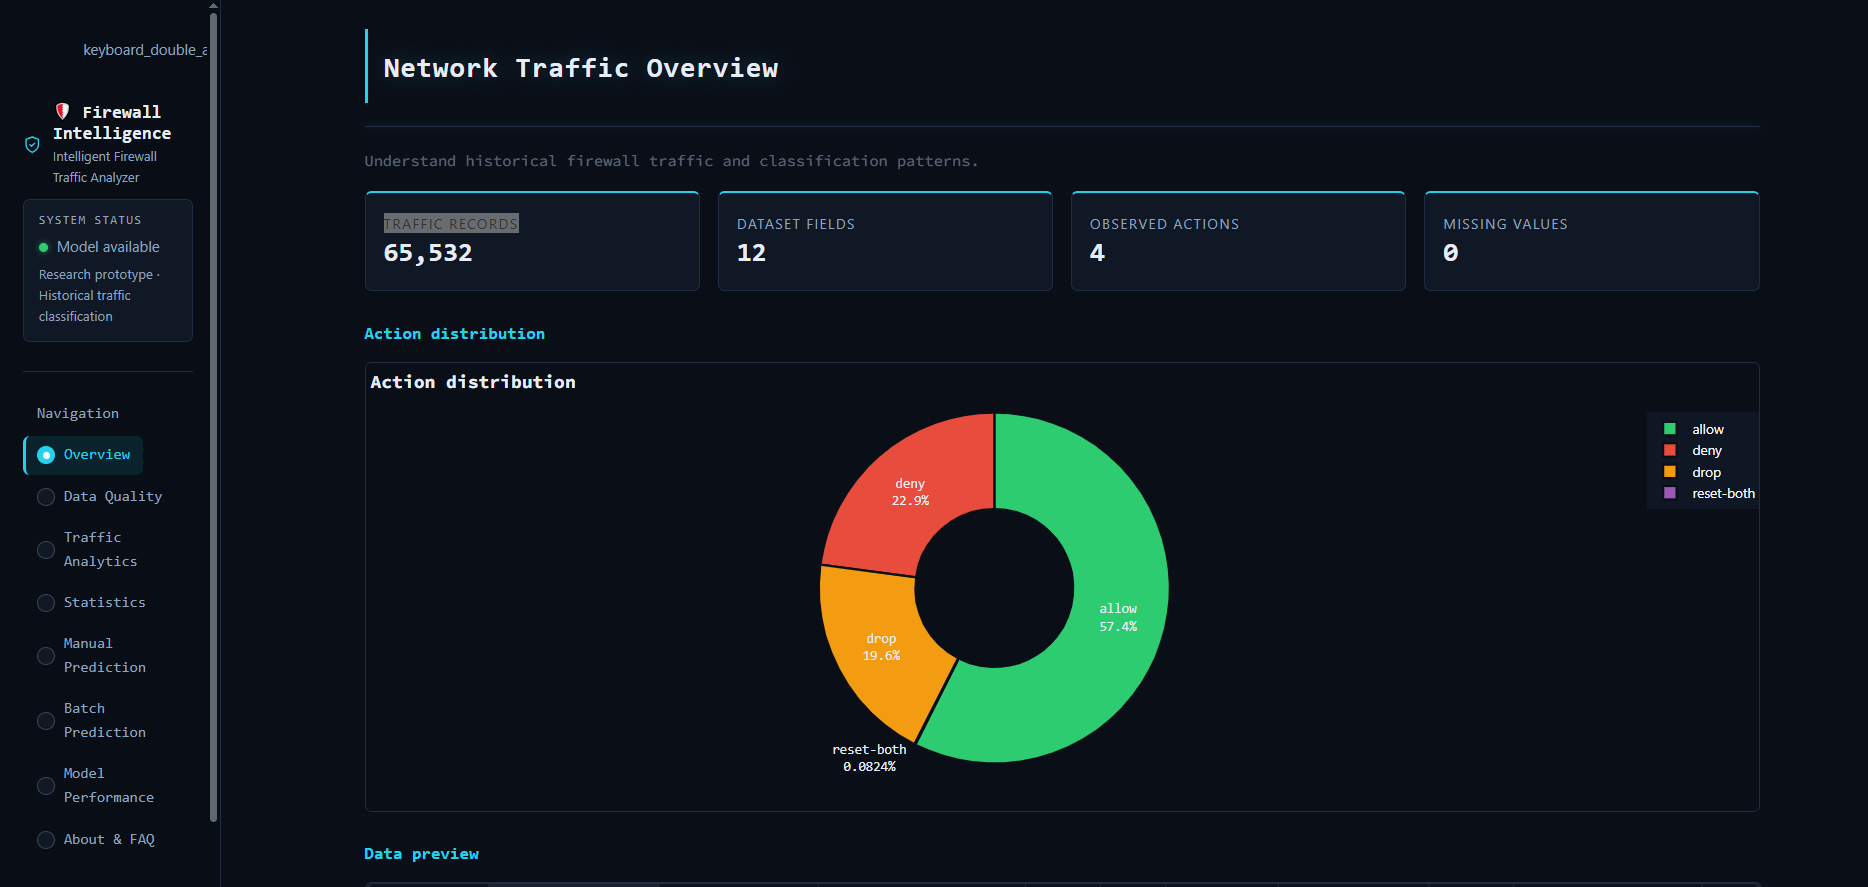 keyboard_double_a
Firewall
Intelligence
Intelligent Firewall
Traffic Analyzer
SYSTEM STATUS
Model available
Research prototype ·
Historical traffic
classification
Navigation
Overview
Data Quality
Traffic
Analytics
Statistics
Manual
Prediction
Batch
Prediction
Model
Performance
About & FAQ
Network Traffic Overview
Understand historical firewall traffic and classification patterns.
TRAFFIC RECORDS
65,532
DATASET FIELDS
12
OBSERVED ACTIONS
4
MISSING VALUES
0
Action distribution
Action distribution
deny
22.9%
allow
57.4%
drop
19.6%
reset-both
0.0824%
allow
deny
drop
reset-both
Data preview